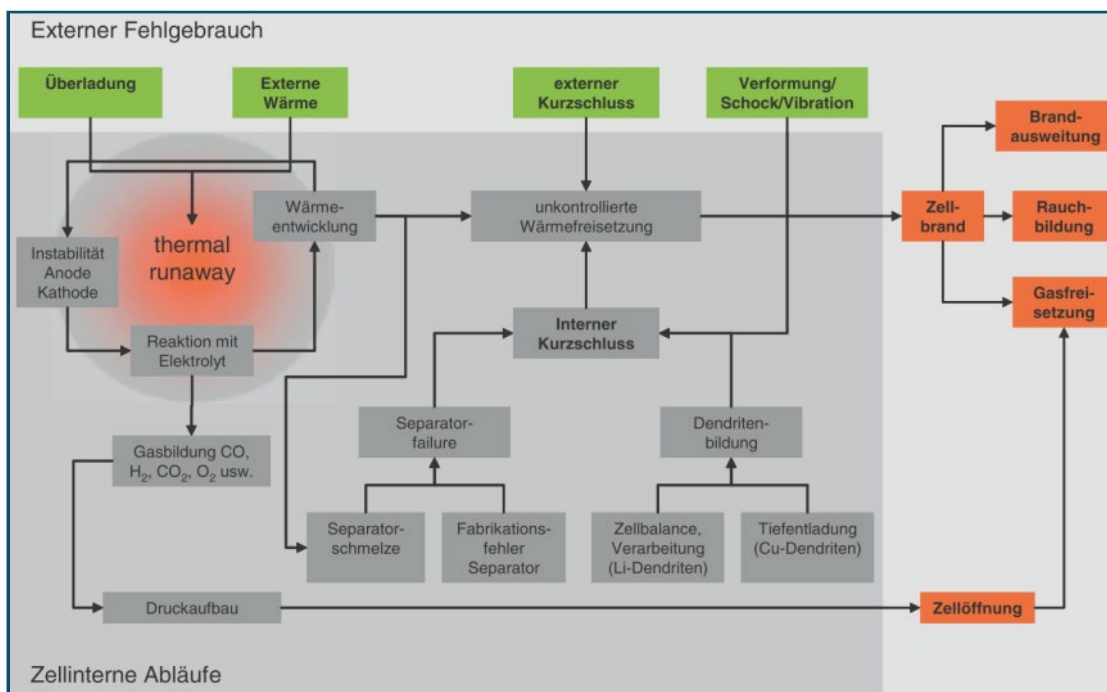 Externer Fehlgebrauch
Überladung
Externe
Wärme
externer
Kurzschluss
Verformung/
Schock/Vibration
Brand-
ausweitung
Wärme-
entwicklung
unkontrollierte
Wärmefreisetzung
Zell-
brand
Rauch-
bildung
thermal
runaway
Instabilität
Anode
Kathode
Gasfrei-
setzung
Reaktion mit
Elektrolyt
Interner
Kurzschluss
Separator-
failure
Dendriten-
bildung
Gasbildung CO,
H₂, CO₂, O₂ usw.
Separator-
schmelze
Fabrikations-
fehler
Separator
Zellbalance,
Verarbeitung
(Li-Dendriten)
Tiefentladung
(Cu-Dendriten)
Druckaufbau
Zellöffnung
Zellinterne Abläufe